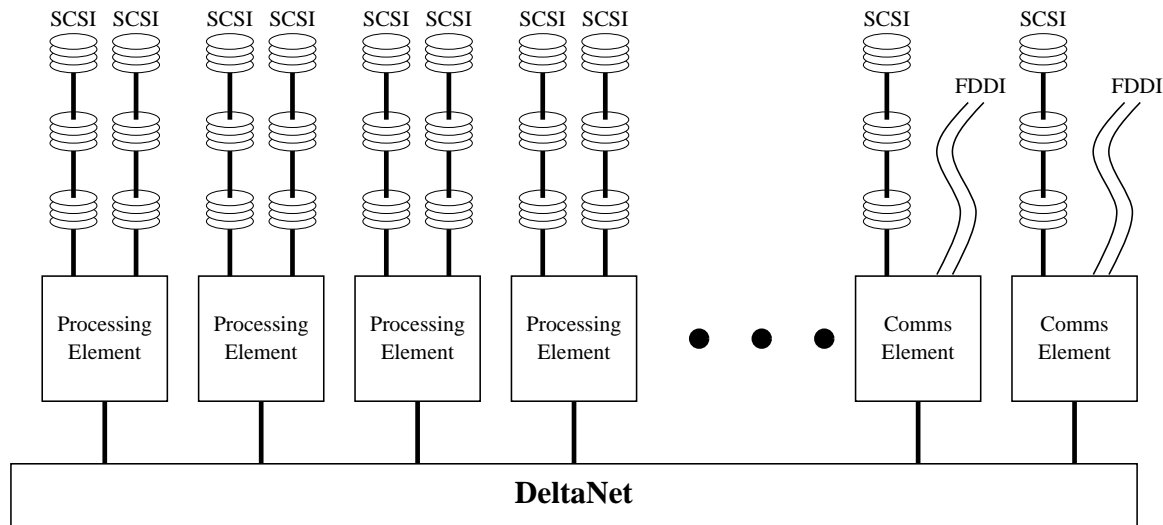 SCSI SCSI SCSI SCSI SCSI SCSI SCSI SCSI SCSI SCSI
FDDI FDDI
Processing Processing Processing Processing Comms Comms
Element Element Element Element Element Element
DeltaNet